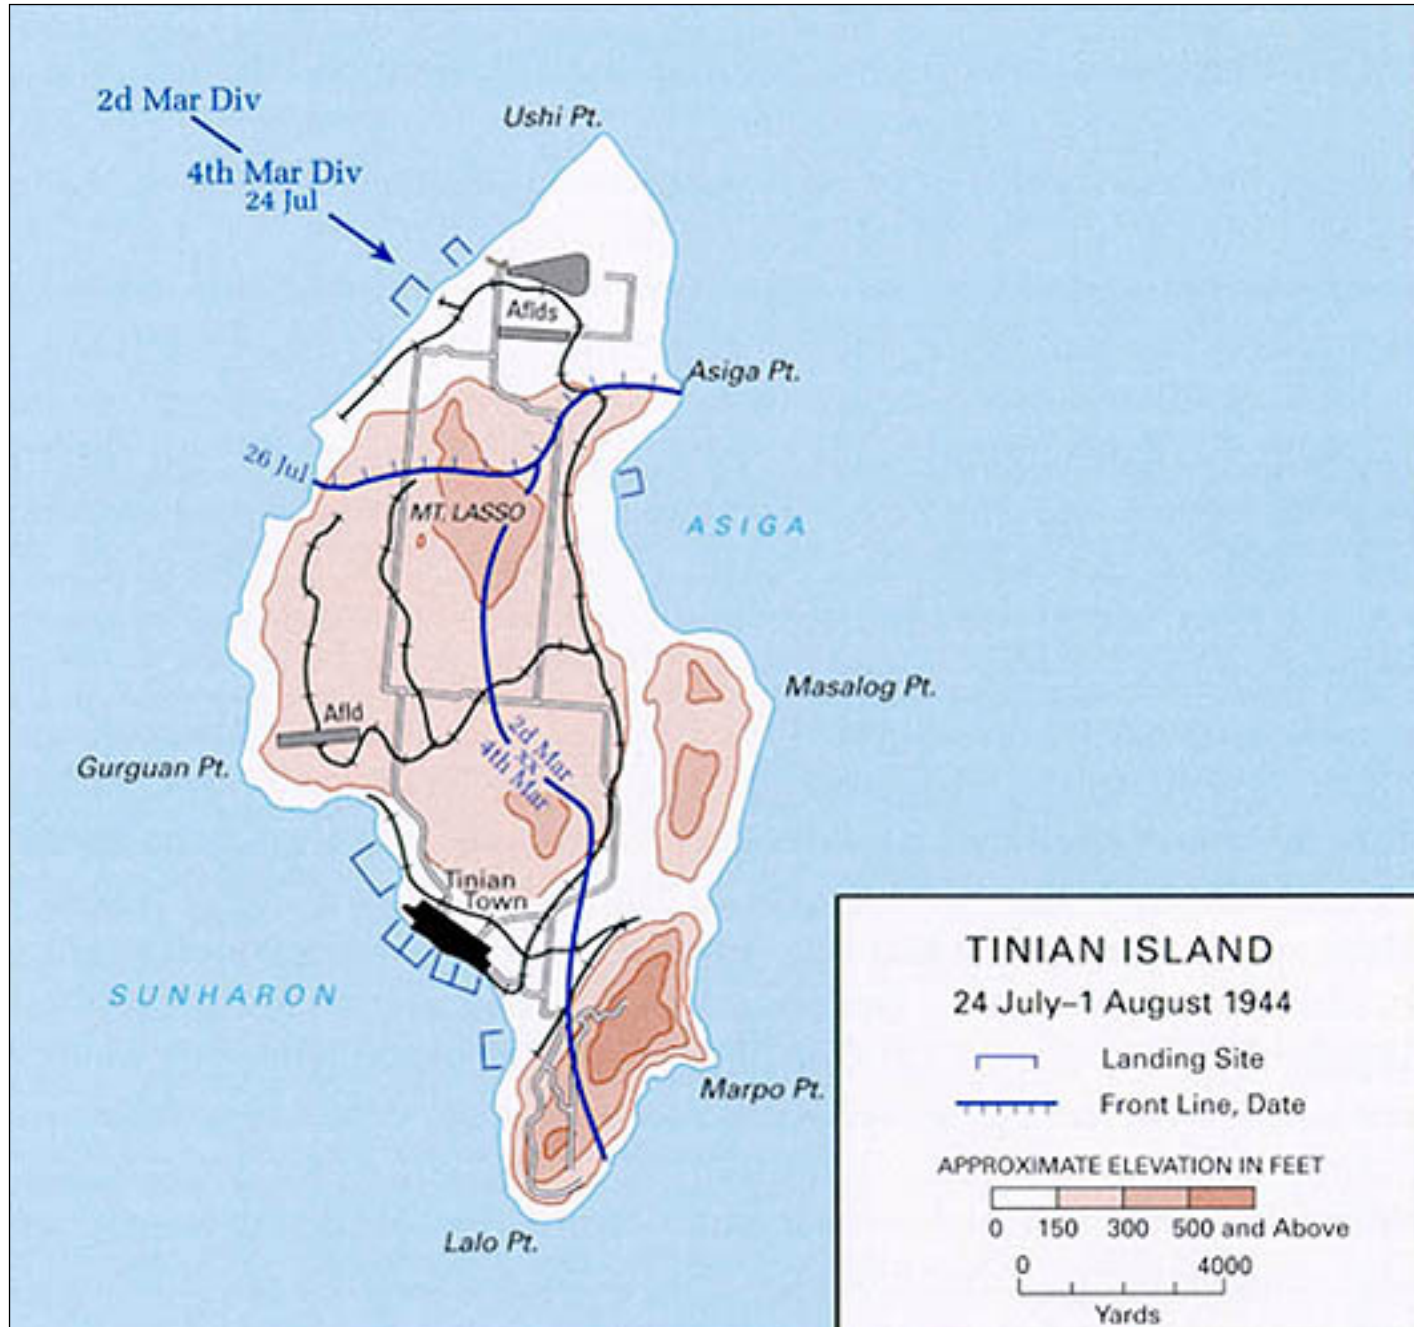 2d Mar Div
4th Mar Div
24 Jul
Ushi Pt.
Aflds
Asiga Pt.
26 Jul
MT. LASSO
ASIGA
Masalog Pt.
Afld
Gurguan Pt.
2d Mar
XX
4th Mar
Tinian
Town
SUNHARON
Marpo Pt.
Lalo Pt.
TINIAN ISLAND
24 July–1 August 1944
Landing Site
Front Line, Date
APPROXIMATE ELEVATION IN FEET
0 150 300 500 and Above
0 4000
Yards